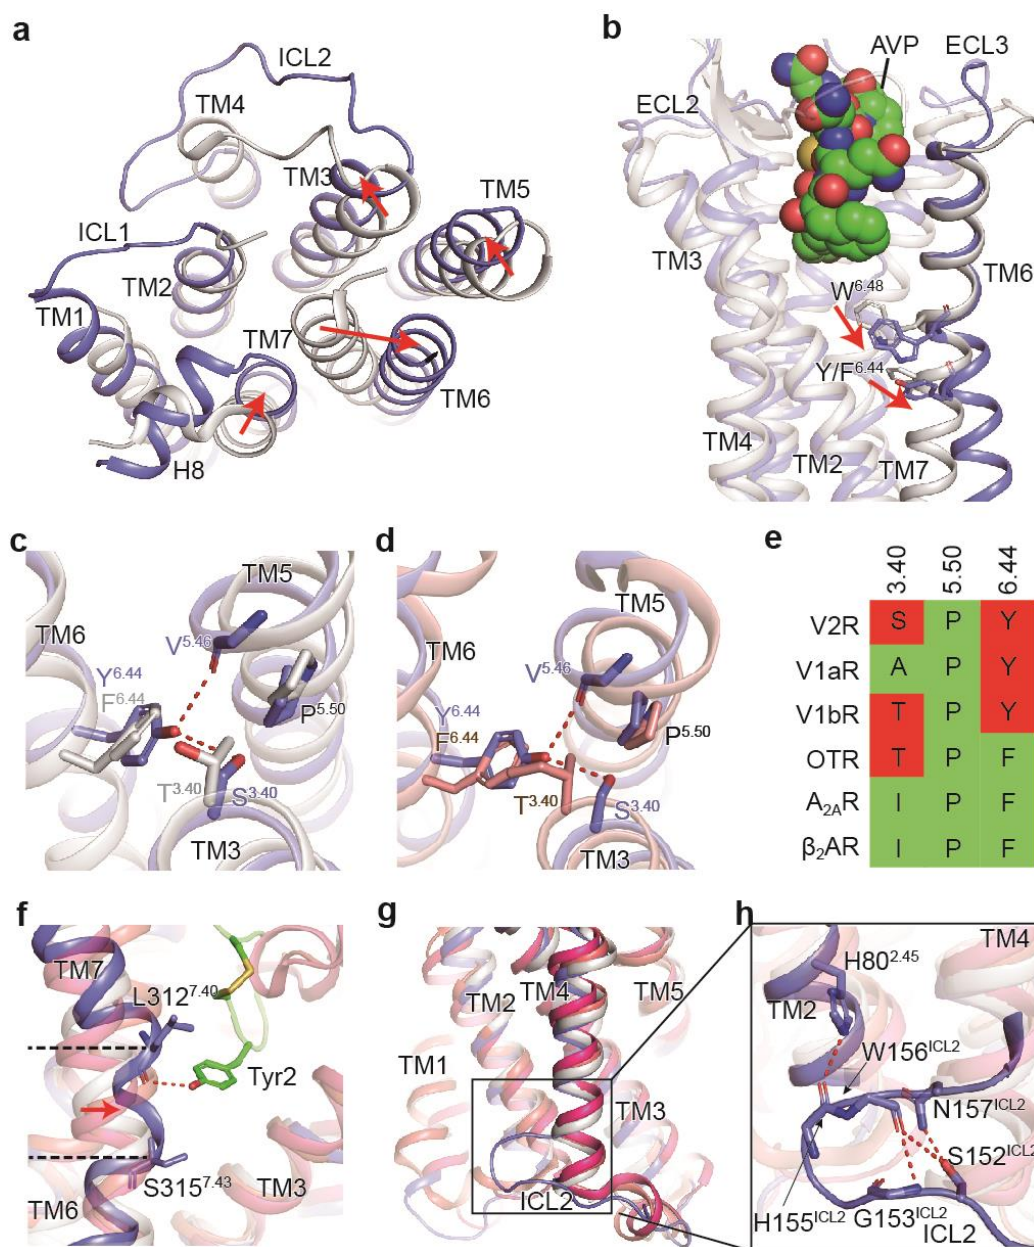 a
ICL2
TM4
TM3
TM5
ICL1
TM2
TM1
TM7
TM6
H8
b
AVP
ECL3
ECL2
TM3
TM6
W6.48
Y/F6.44
TM4
TM2
TM7
c
TM5
TM6
V5.46
Y6.44
F6.44
P5.50
T3.40
S3.40
TM3
d
TM5
TM6
V5.46
Y6.44
F6.44
P5.50
T3.40
S3.40
TM3
e
3.40 5.50 6.44
V2R S P Y
V1aR A P Y
V1bR T P Y
OTR T P F
A2AR I P F
β2AR I P F
f
TM7
L3127.40
Tyr2
S3157.43
TM6
TM3
g
TM2
TM4
TM5
TM1
TM3
ICL2
h
TM4
H802.45
TM2
W156ICL2
N157ICL2
S152ICL2
H155ICL2
G153ICL2
ICL2